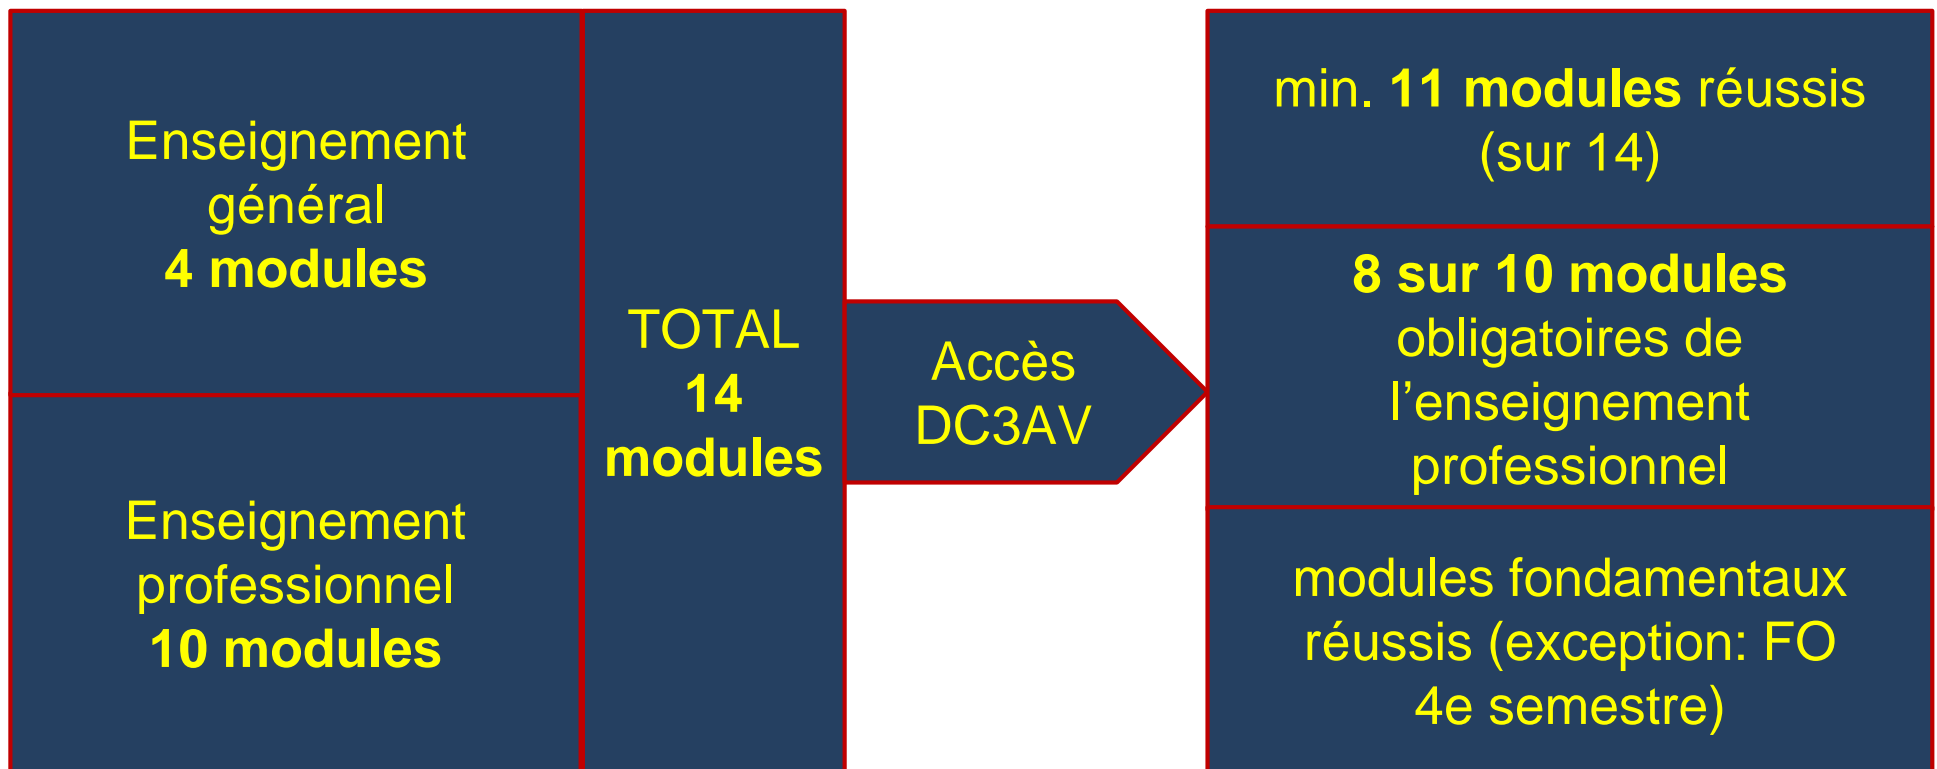 Enseignement
général
4 modules
Enseignement
professionnel
10 modules
TOTAL
14
modules
Accès
DC3AV
min. 11 modules réussis
(sur 14)
8 sur 10 modules
obligatoires de
l’enseignement
professionnel
modules fondamentaux
réussis (exception: FO
4e semestre)